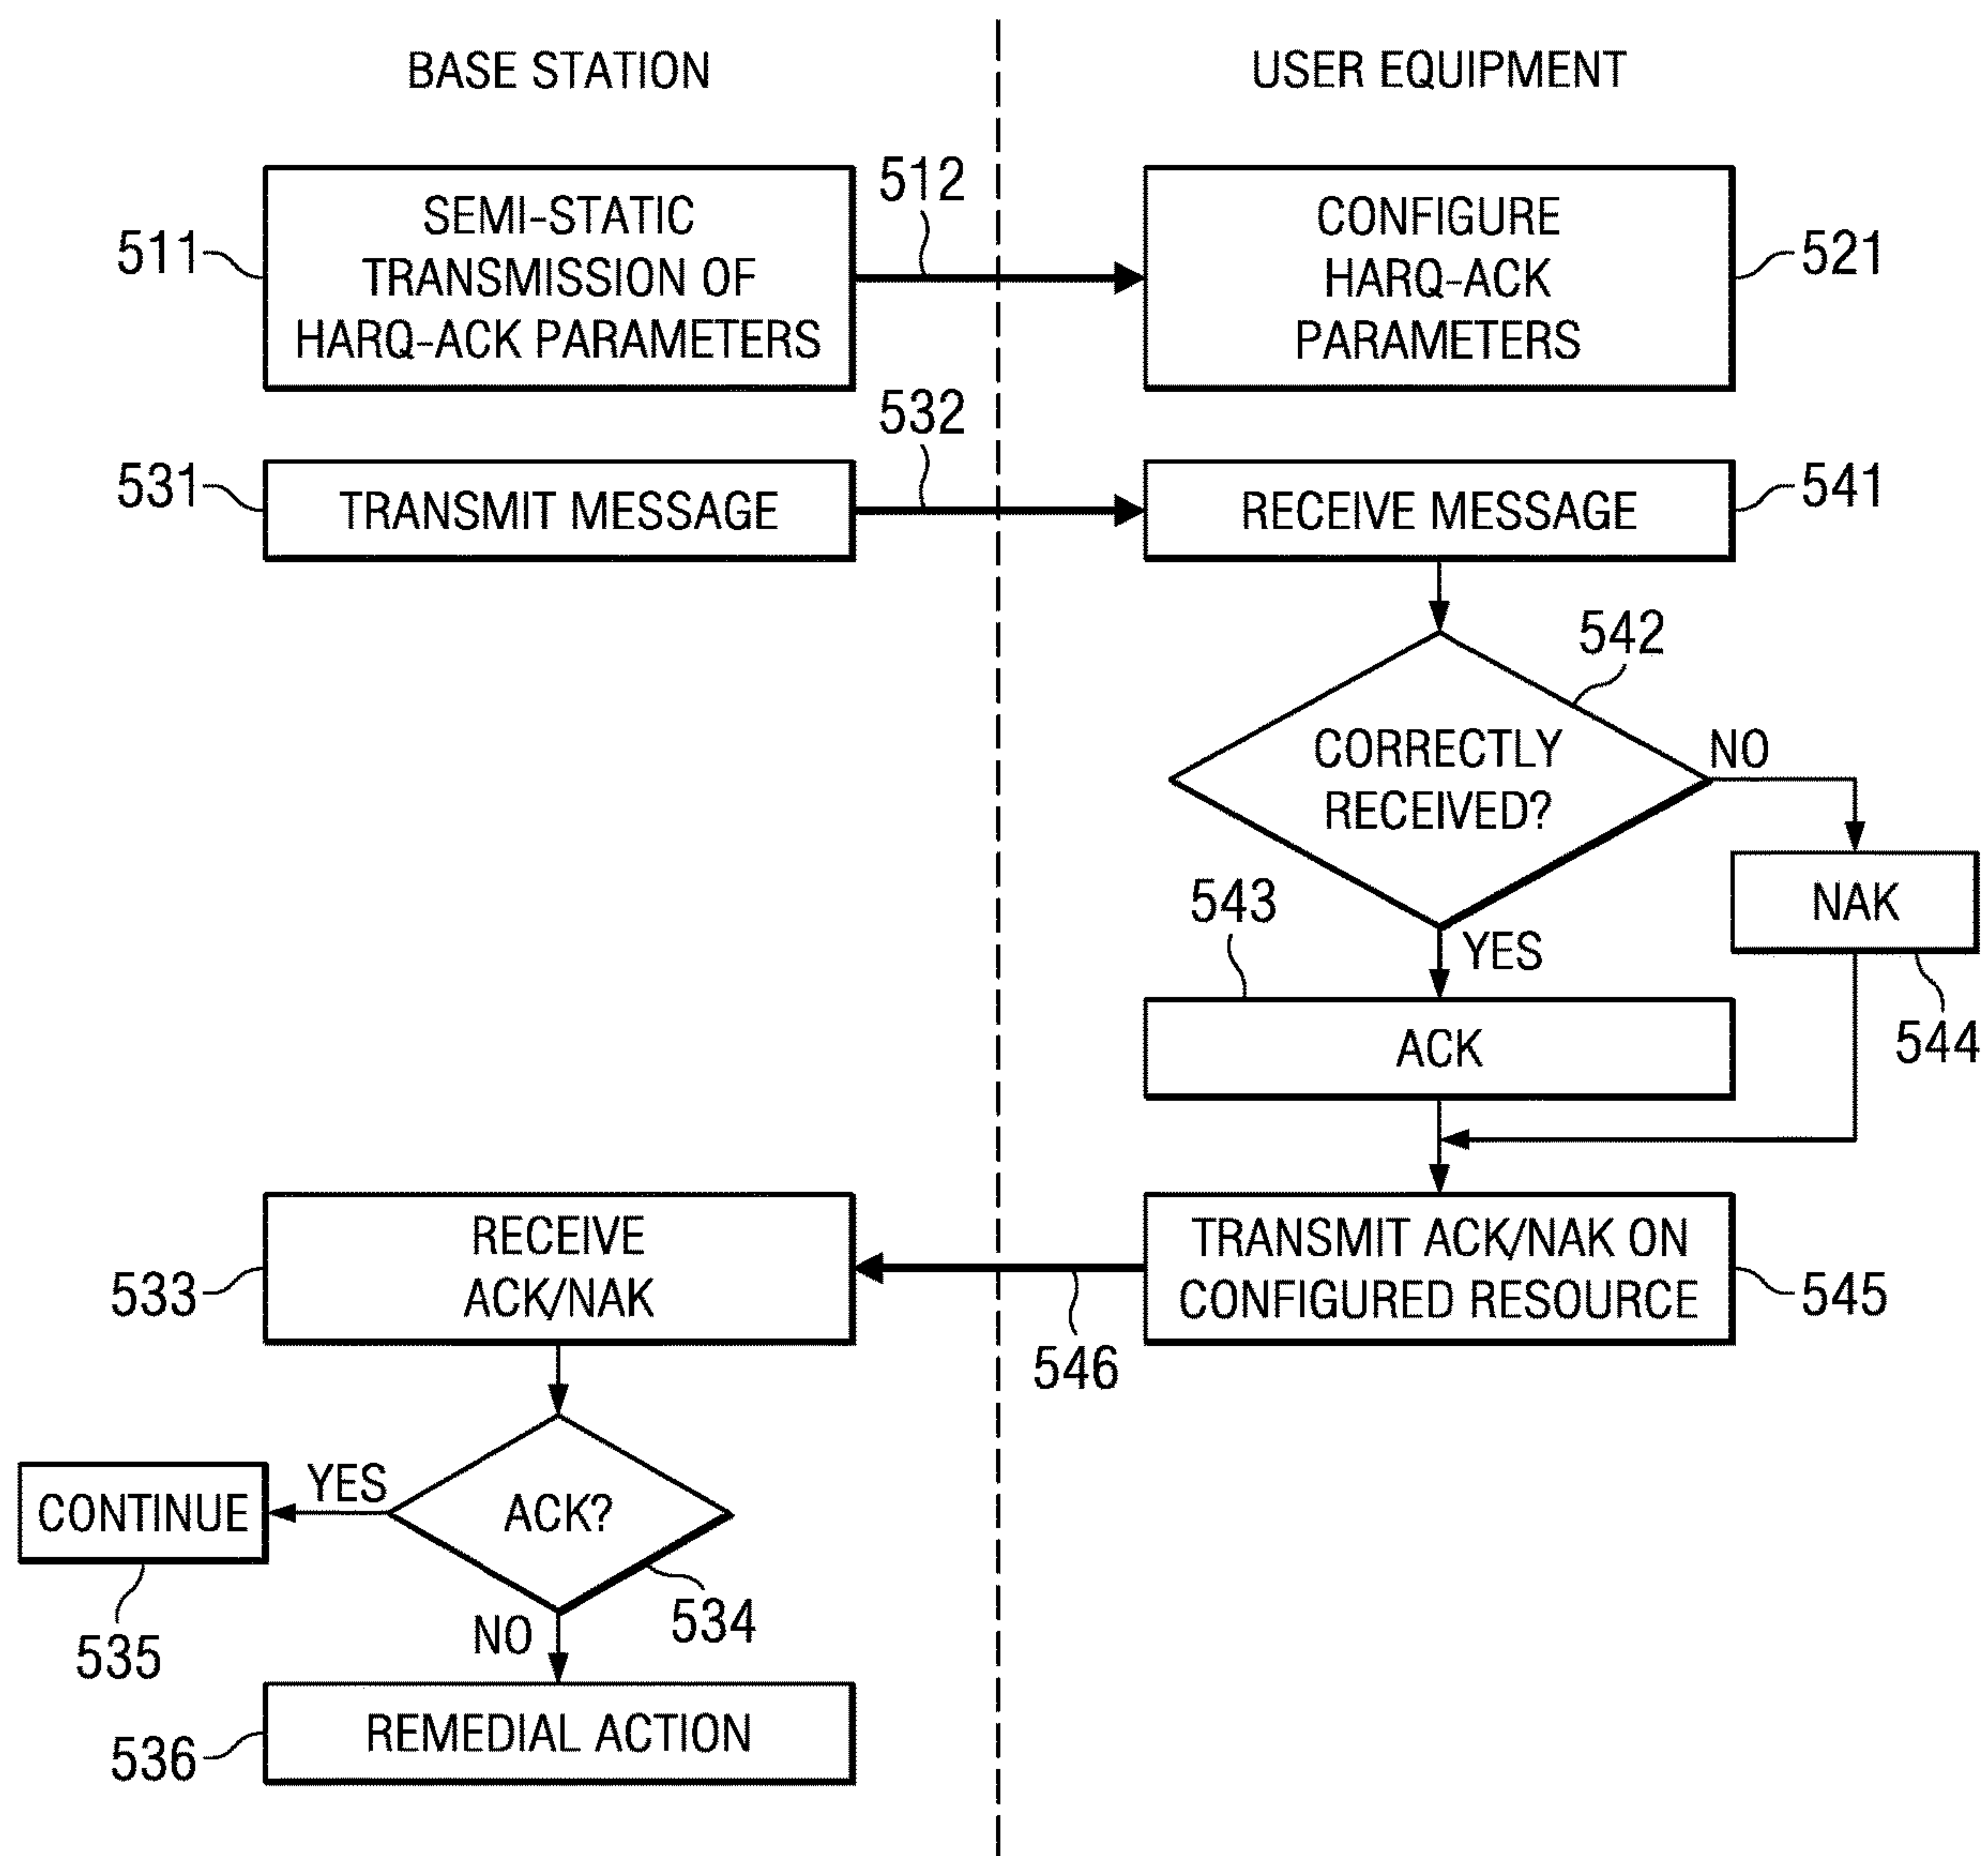 BASE STATION
USER EQUIPMENT
512
511
SEMI-STATIC
TRANSMISSION OF
HARQ-ACK PARAMETERS
CONFIGURE
HARQ-ACK
PARAMETERS
521
532
531
TRANSMIT MESSAGE
RECEIVE MESSAGE
541
542
CORRECTLY
RECEIVED?
NO
NAK
544
YES
543
ACK
TRANSMIT ACK/NAK ON
CONFIGURED RESOURCE
545
546
RECEIVE
ACK/NAK
533
ACK?
534
YES
CONTINUE
535
NO
REMEDIAL ACTION
536